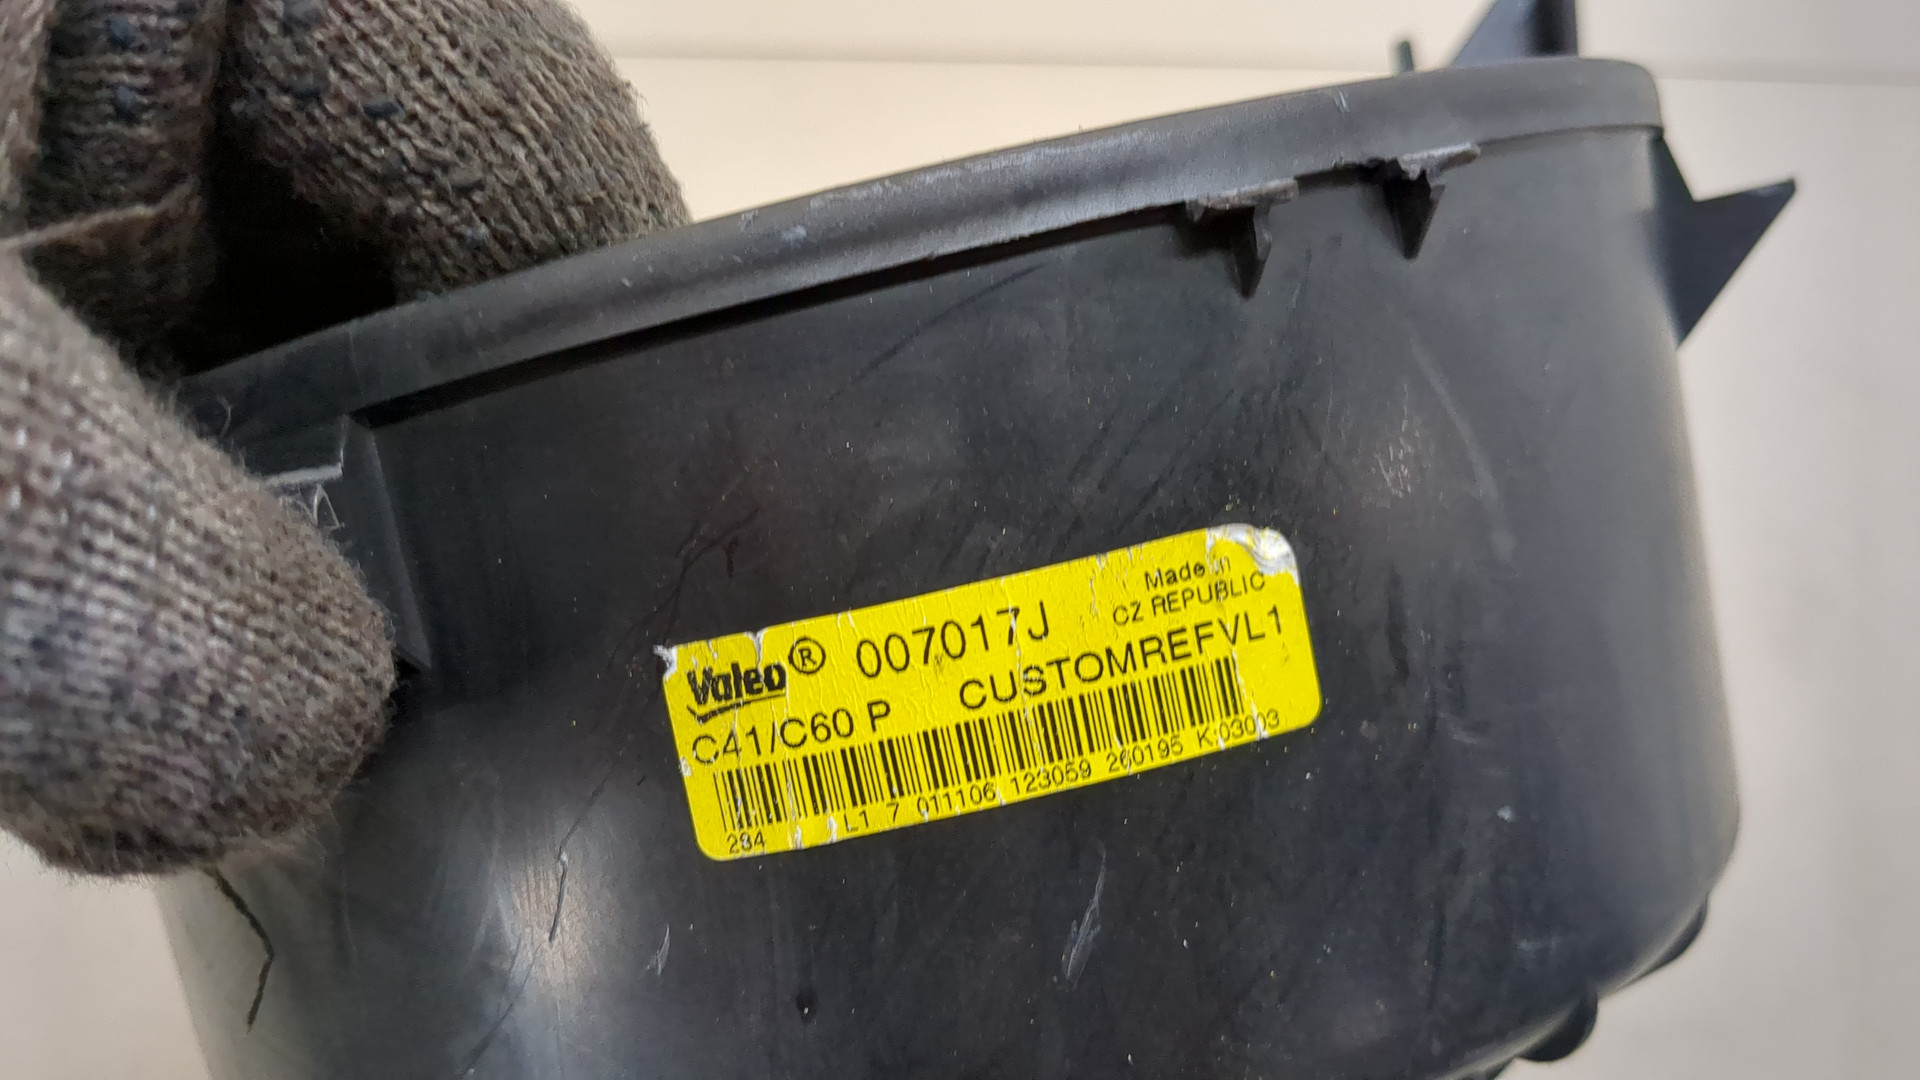 Valeo® 007017J Made in
CZ REPUBLIC
C41/C60 P CUSTOMREFVL1
284 L1 7 011106 123059 260195 K:03003